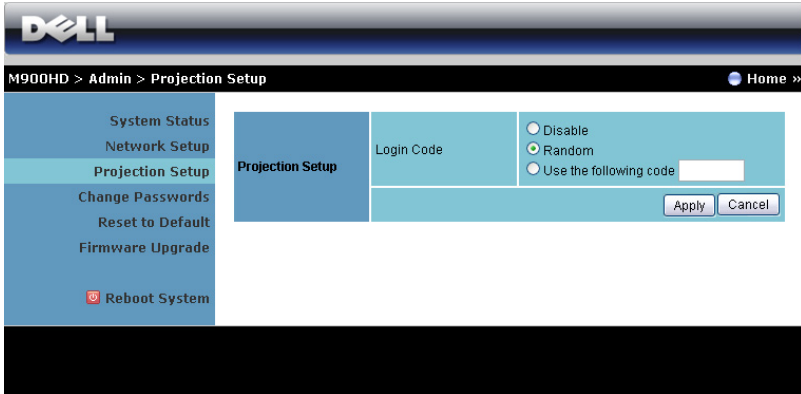 DELL
M900HD > Admin > Projection Setup
Home »
System Status
Network Setup
Projection Setup
Change Passwords
Reset to Default
Firmware Upgrade
Reboot System
Projection Setup
Login Code
Disable
Random
Use the following code
Apply
Cancel